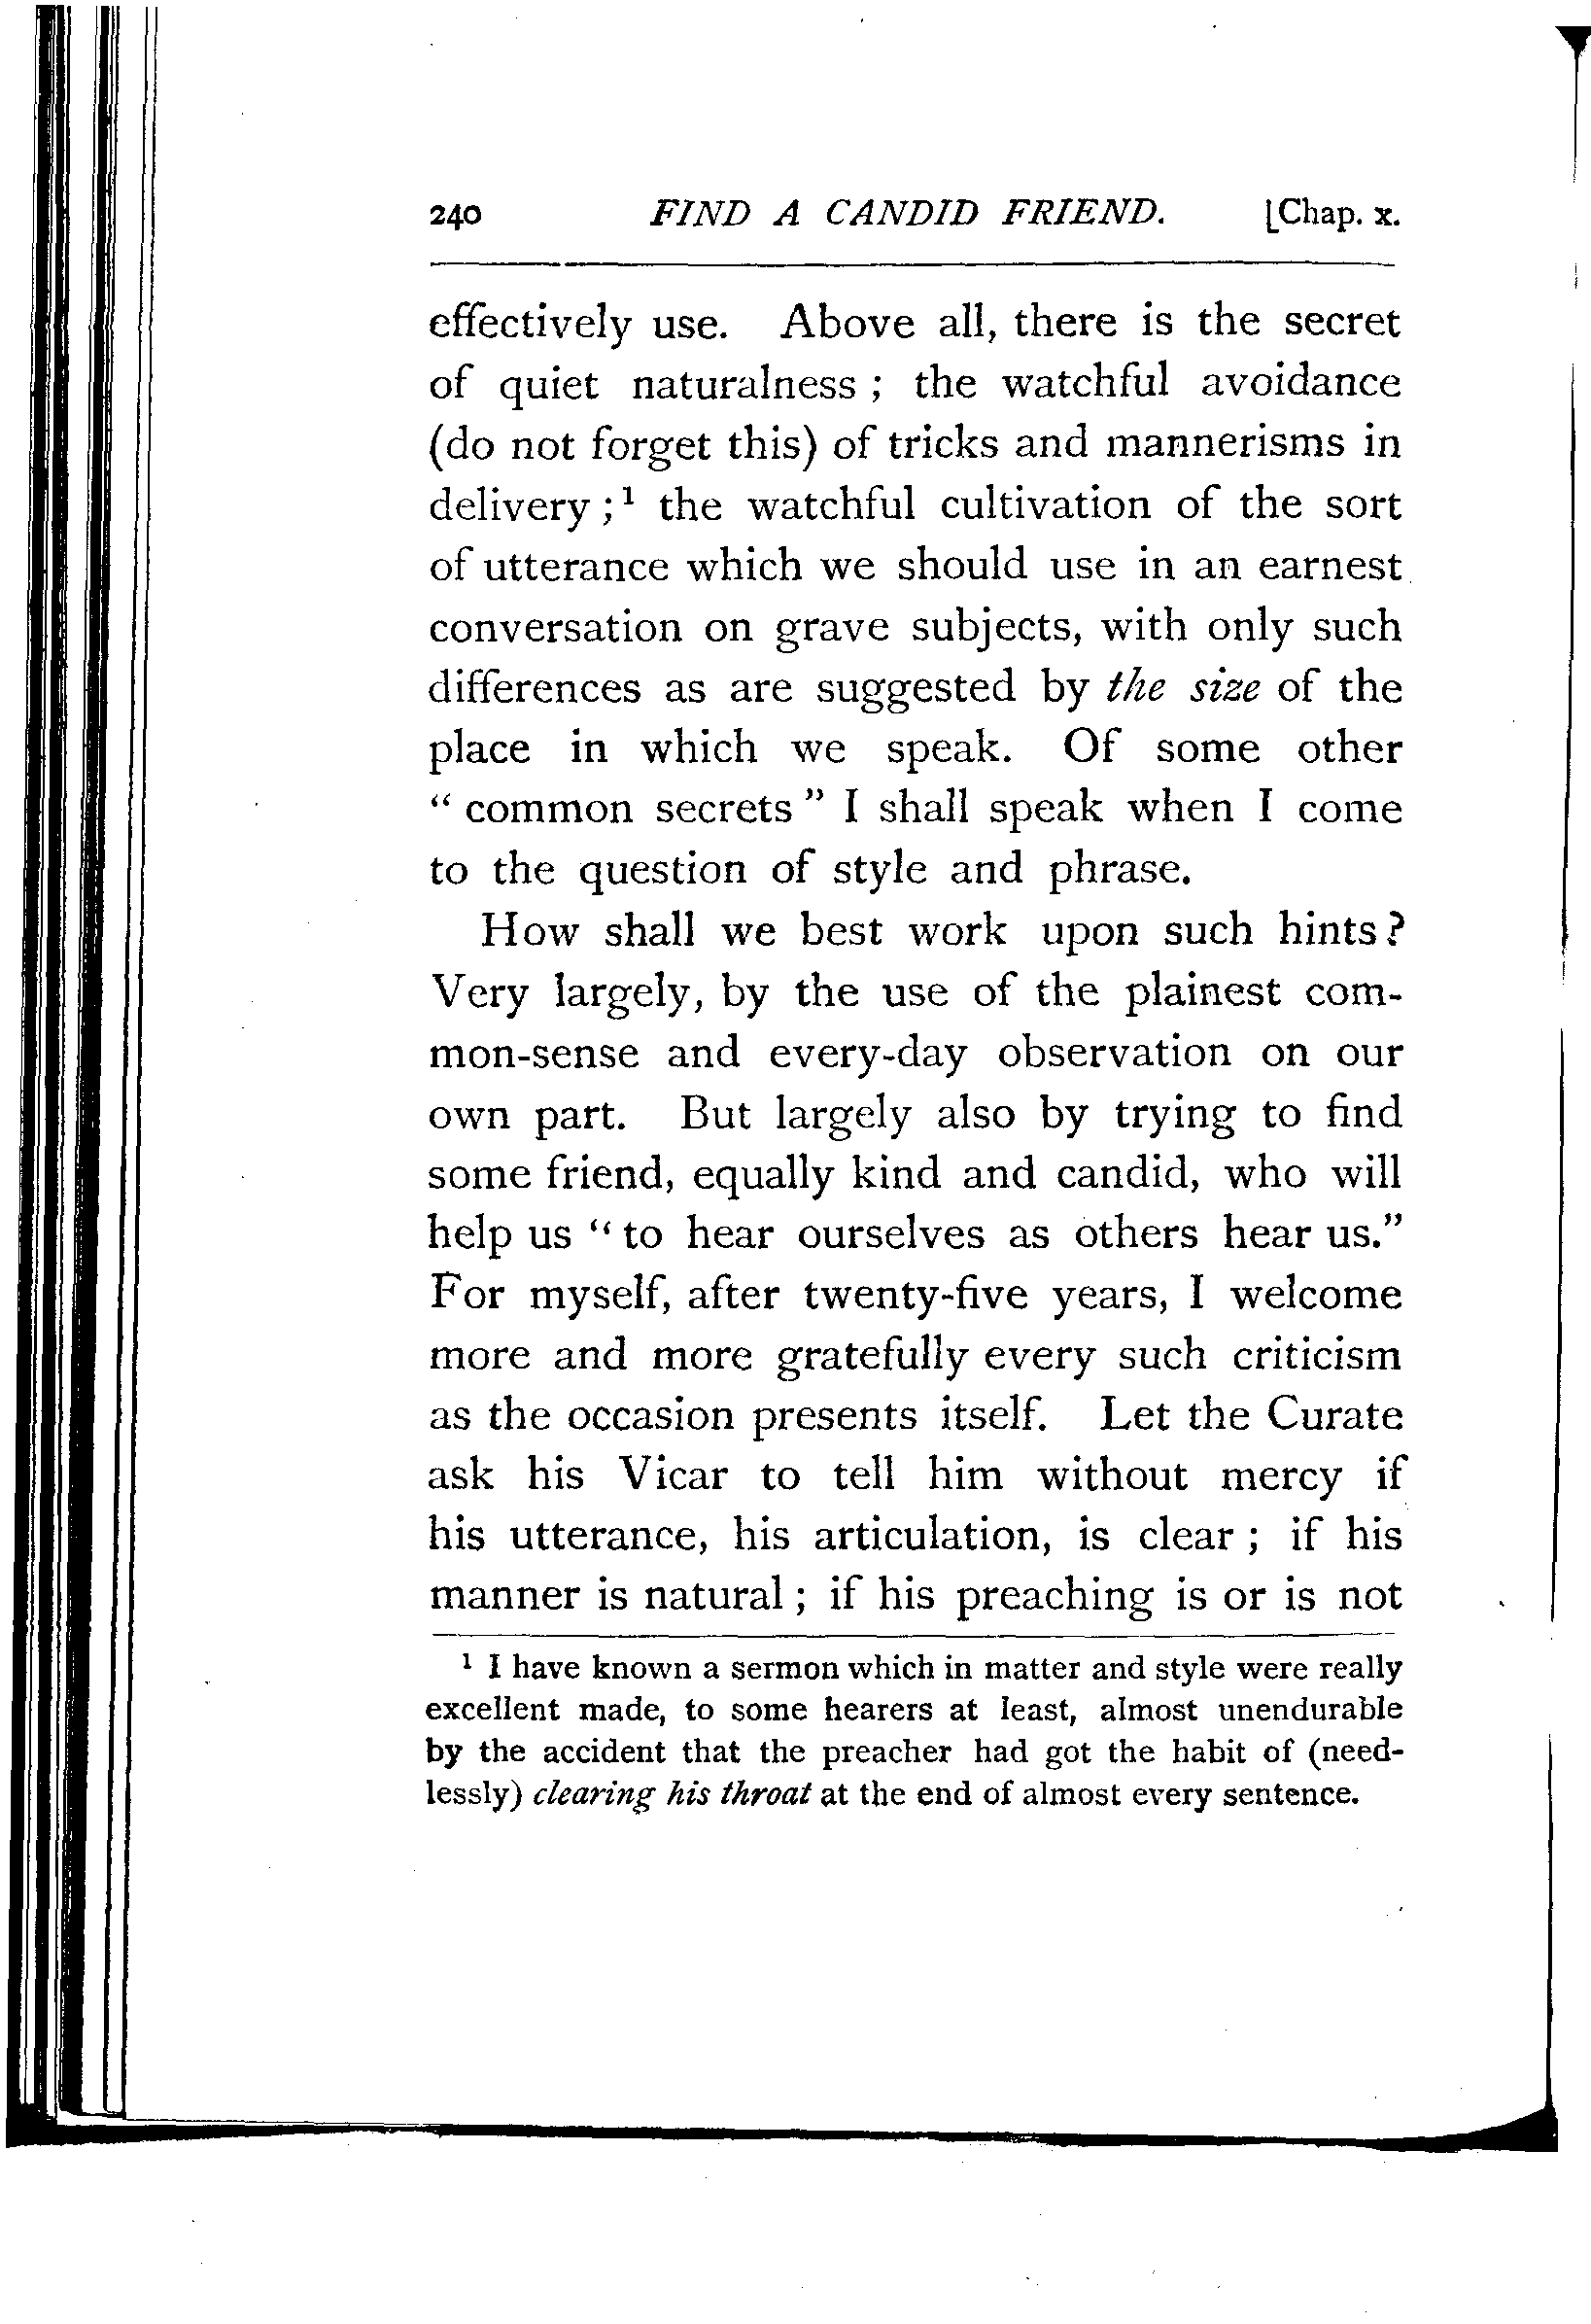 240 FIND A CANDID FRIEND. [Chap. x.
effectively use. Above all, there is the secret
of quiet naturalness ; the watchful avoidance
(do not forget this) of tricks and mannerisms in
delivery ;¹ the watchful cultivation of the sort
of utterance which we should use in an earnest
conversation on grave subjects, with only such
differences as are suggested by the size of the
place in which we speak. Of some other
“ common secrets ” I shall speak when I come
to the question of style and phrase.
How shall we best work upon such hints ?
Very largely, by the use of the plainest com-
mon-sense and every-day observation on our
own part. But largely also by trying to find
some friend, equally kind and candid, who will
help us “ to hear ourselves as others hear us.”
For myself, after twenty-five years, I welcome
more and more gratefully every such criticism
as the occasion presents itself. Let the Curate
ask his Vicar to tell him without mercy if
his utterance, his articulation, is clear ; if his
manner is natural ; if his preaching is or is not
¹ I have known a sermon which in matter and style were really
excellent made, to some hearers at least, almost unendurable
by the accident that the preacher had got the habit of (need-
lessly) clearing his throat at the end of almost every sentence.